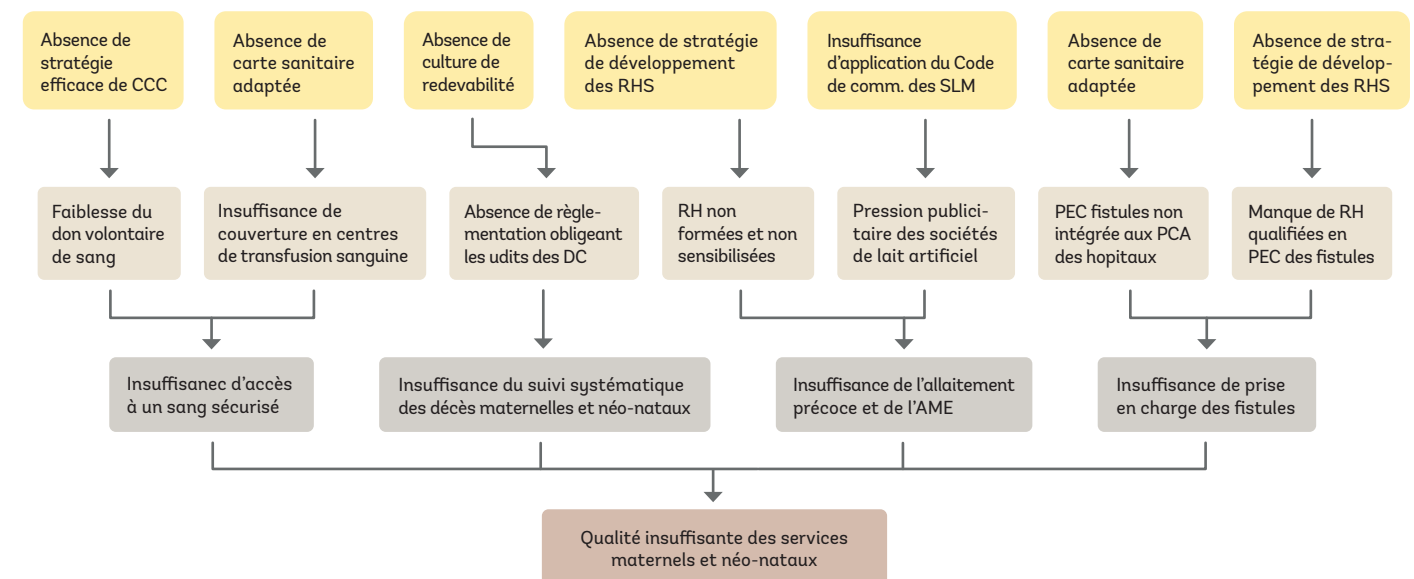 Absence de
stratégie
efficace de CCC
Absence de
carte sanitaire
adaptée
Absence de
culture de
redevabilité
Absence de stratégie
de développement
des RHS
Insuffisance
d'application du Code
de comm. des SLM
Absence de
carte sanitaire
adaptée
Absence de stra-
tégie de dévelop-
pement des RHS
Faiblesse du
don volontaire
de sang
Insuffisance de
couverture en centres
de transfusion sanguine
Absence de règle-
mentation obligeant
les udits des DC
RH non
formées et non
sensibilisées
Pression publici-
taire des sociétés
de lait artificiel
PEC fistules non
intégrée aux PCA
des hopitaux
Manque de RH
qualifiées en
PEC des fistules
Insuffisanec d'accès
à un sang sécurisé
Insuffisance du suivi systématique
des décès maternelles et néo-nataux
Insuffisance de l'allaitement
précoce et de l'AME
Insuffisance de prise
en charge des fistules
Qualité insuffisante des services
maternels et néo-nataux